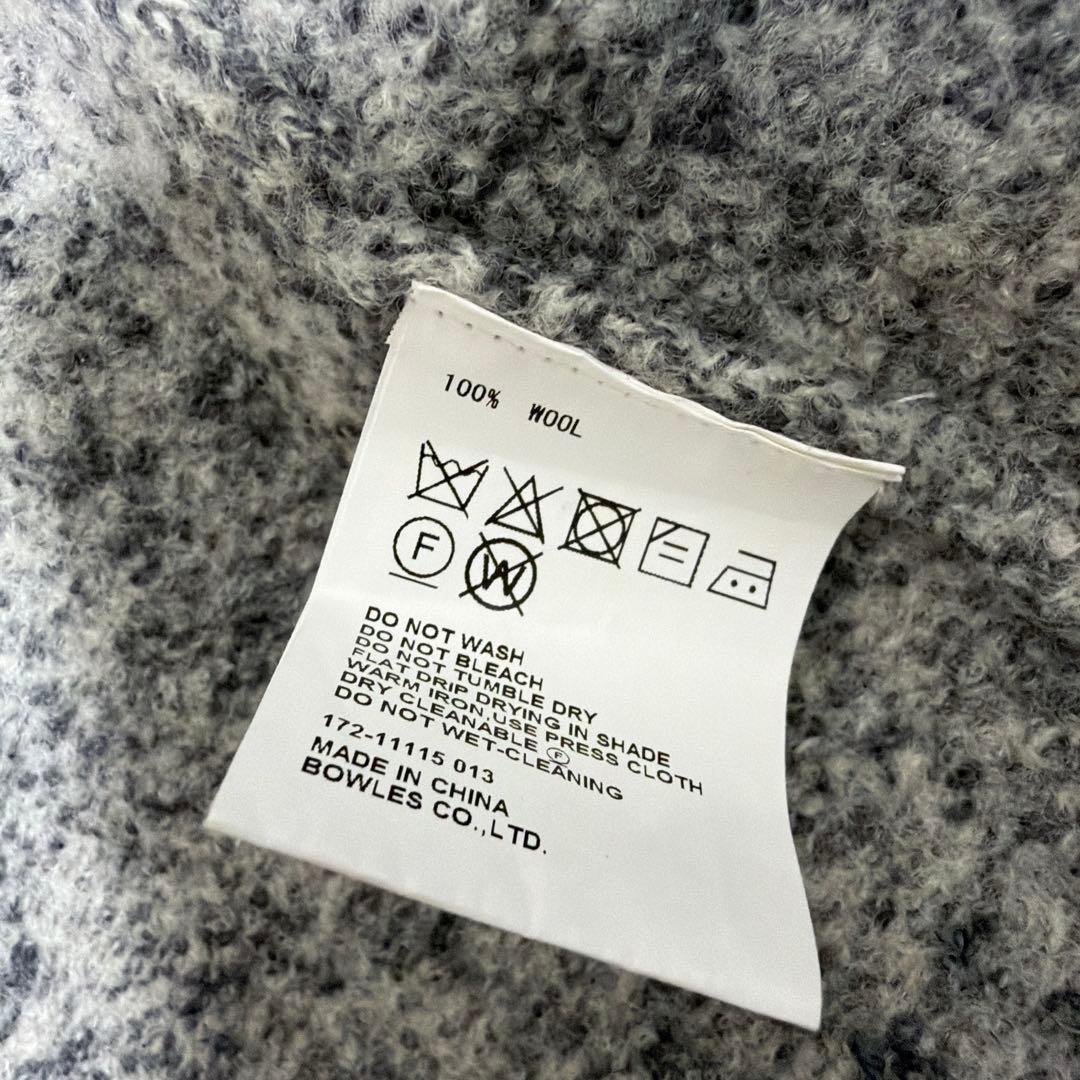 100% WOOL
F W
DO NOT WASH
DO NOT BLEACH
DO NOT TUMBLE DRY
FLAT DRIP DRYING IN SHADE
WARM IRON,USE PRESS CLOTH
DRY CLEANABLE Ⓕ
DO NOT WET-CLEANING
172-11115 013
MADE IN CHINA
BOWLES CO.,LTD.